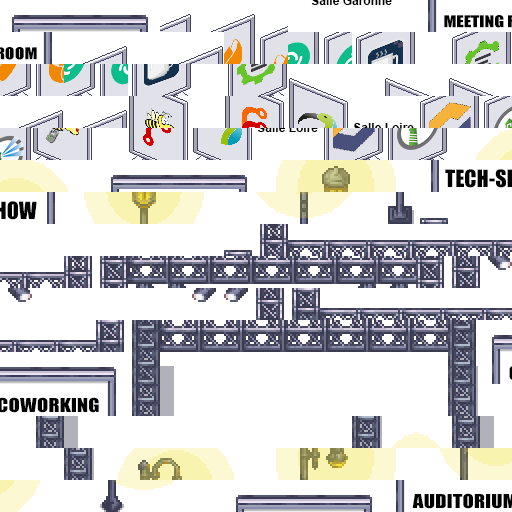 Salle Garonne
MEETING R
ROOM
Salle Loire
Salle Loire
TECH-S
HOW
COWORKING
AUDITORIUM